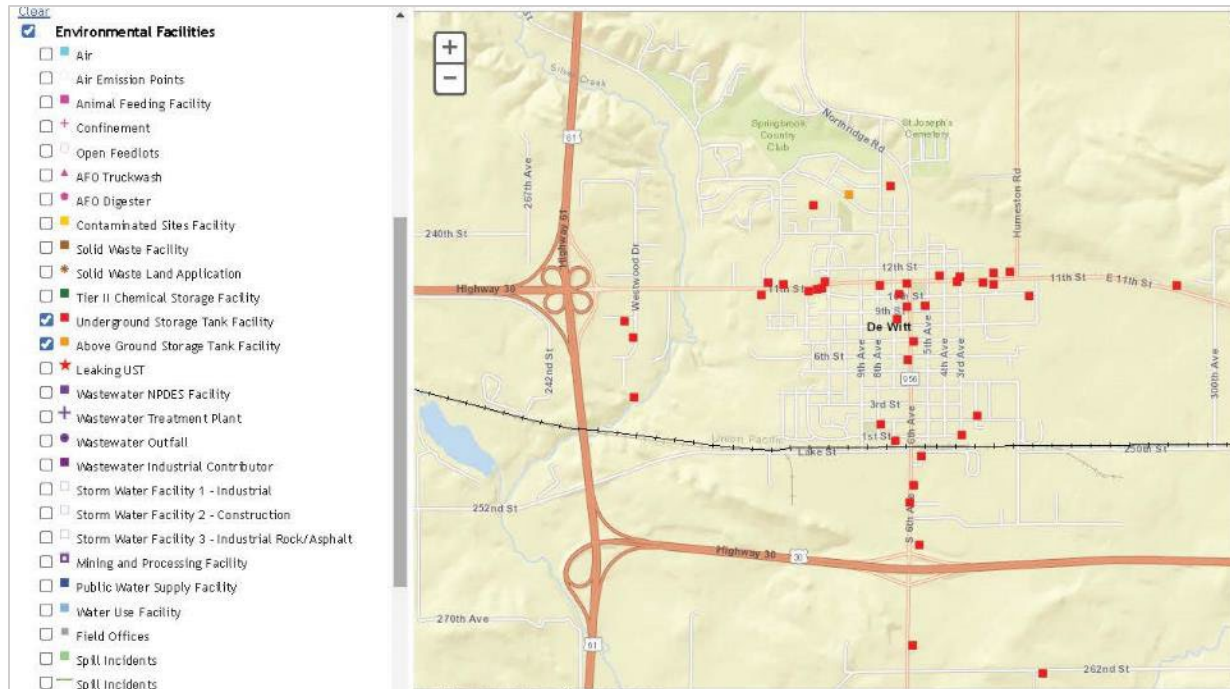 Clear
Environmental Facilities
Air
Air Emission Points
Animal Feeding Facility
Confinement
Open Feedlots
AFO Truckwash
AFO Digester
Contaminated Sites Facility
Solid Waste Facility
Solid Waste Land Application
Tier II Chemical Storage Facility
Underground Storage Tank Facility
Above Ground Storage Tank Facility
Leaking UST
Wastewater NPDES Facility
Wastewater Treatment Plant
Wastewater Outfall
Wastewater Industrial Contributor
Storm Water Facility 1 - Industrial
Storm Water Facility 2 - Construction
Storm Water Facility 3 - Industrial Rock/Asphalt
Mining and Processing Facility
Public Water Supply Facility
Water Use Facility
Field Offices
Spill Incidents
Spill Incidents
+
−
Silver Creek
61
267th Ave
Springbrook
Country
Club
Northridge Rd
St Joseph's
Cemetery
Humeston Rd
240th St
Highway 61
Westwood Dr
Highway 30
12th St
11th St
11th St
E 11th St
10th St
9th St
De Witt
5th Ave
6th St
9th Ave
8th Ave
4th Ave
3rd Ave
242nd St
956
300th Ave
3rd St
6th Ave
1st St
Union Pacific
Lake St
250th St
252nd St
S 6th Ave
Highway 30
30
270th Ave
61
262nd St